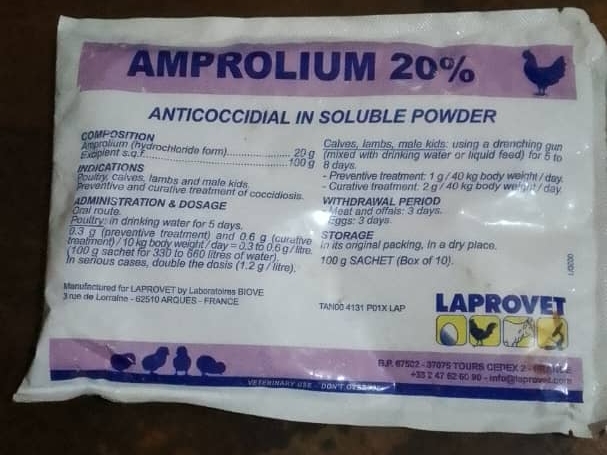 AMPROLIUM 20%
ANTICOCCIDIAL IN SOLUBLE POWDER
COMPOSITION
Amprolium (hydrochloride form)................. 20 g
Excipient s.q.f. ................................ 100 g
INDICATIONS
Poultry, calves, lambs and male kids.
Preventive and curative treatment of coccidiosis.
ADMINISTRATION & DOSAGE
Oral route.
Poultry: in drinking water for 5 days.
0.3 g (preventive treatment) and 0.6 g (curative
treatment) / 10 kg body weight / day = 0.3 to 0.6 g / litre.
(100 g sachet for 330 to 660 litres of water).
In serious cases, double the dosis (1.2 g / litre).
Manufactured for LAPROVET by Laboratoires BIOVE
3 rue de Lorraine - 62510 ARQUES - FRANCE
Calves, lambs, male kids: using a drenching gun
(mixed with drinking water or liquid feed) for 5 to
8 days.
- Preventive treatment: 1 g / 40 kg body weight / day.
- Curative treatment: 2 g / 40 kg body weight / day.
WITHDRAWAL PERIOD
Meat and offals: 3 days.
Eggs: 3 days.
STORAGE
In its original packing, in a dry place.
100 g SACHET (Box of 10).
TAN00 4131 P01X LAP
LAPROVET
B.P. 67502 - 37075 TOURS CEDEX 2 - FRANCE
+33 2 47 62 60 90 - info@laprovet.com
VETERINARY USE - DON'T